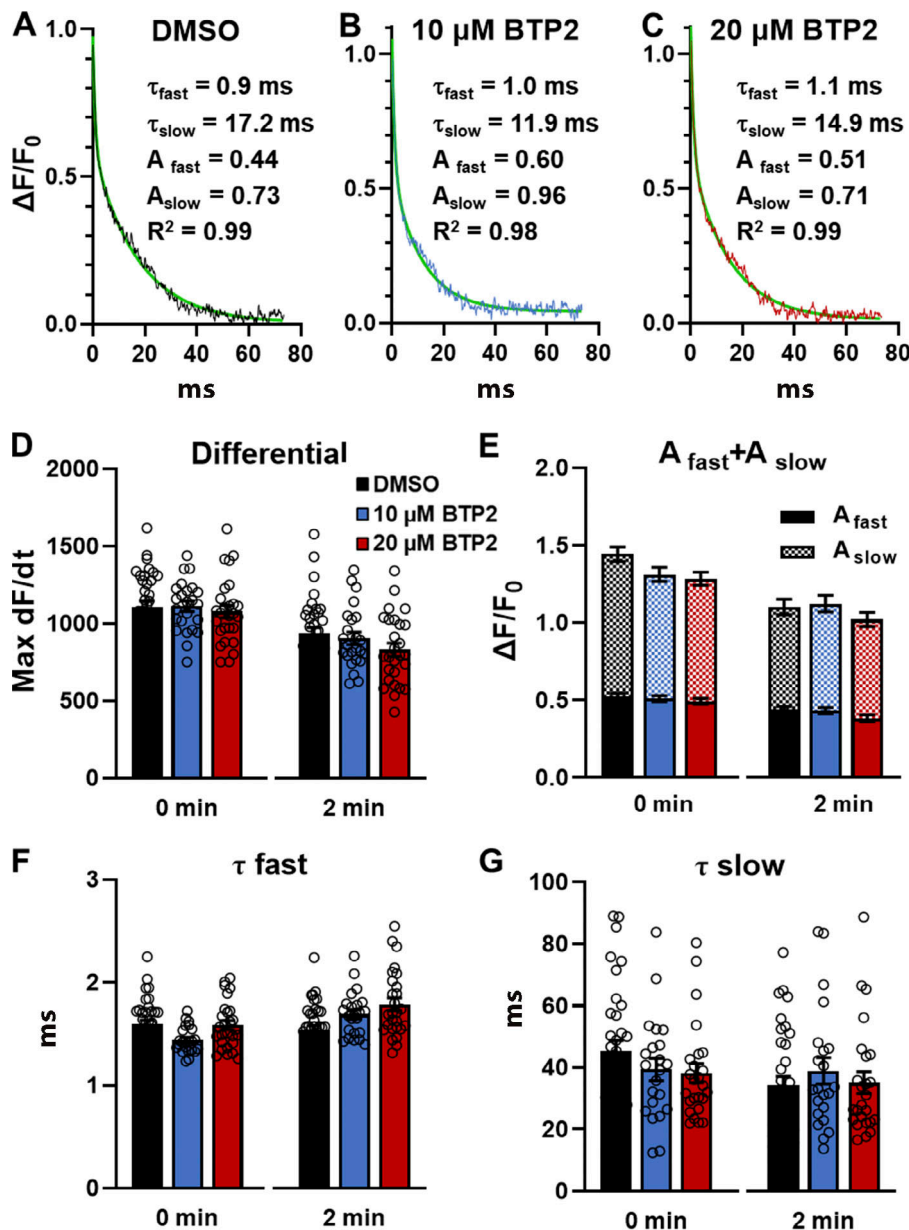 A DMSO
B 10 µM BTP2
C 20 µM BTP2
ΔF/F0
1.0
0.5
0.0
0 20 40 60 80
ms
τfast = 0.9 ms
τslow = 17.2 ms
A fast = 0.44
Aslow = 0.73
R² = 0.99
1.0
0.5
0.0
0 20 40 60 80
ms
τfast = 1.0 ms
τslow = 11.9 ms
A fast = 0.60
Aslow = 0.96
R² = 0.98
1.0
0.5
0.0
0 20 40 60 80
ms
τfast = 1.1 ms
τslow = 14.9 ms
A fast = 0.51
Aslow = 0.71
R² = 0.99
D Differential
Max dF/dt
2000
1500
1000
500
0
DMSO
10 µM BTP2
20 µM BTP2
0 min 2 min
E A fast+A slow
ΔF/F0
2.0
1.5
1.0
0.5
0.0
A fast
A slow
0 min 2 min
F τ fast
ms
3
2
1
0
0 min 2 min
G τ slow
ms
100
80
60
40
20
0
0 min 2 min